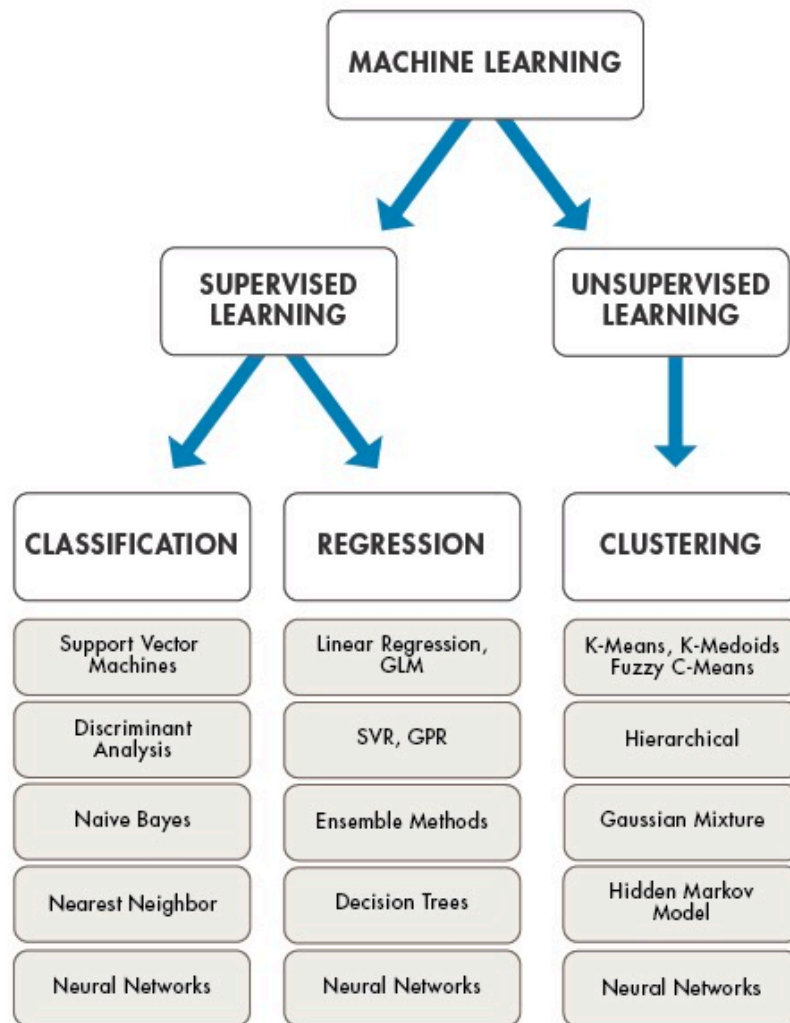 MACHINE LEARNING
SUPERVISED
LEARNING
UNSUPERVISED
LEARNING
CLASSIFICATION
REGRESSION
CLUSTERING
Support Vector
Machines
Linear Regression,
GLM
K-Means, K-Medoids
Fuzzy C-Means
Discriminant
Analysis
SVR, GPR
Hierarchical
Naive Bayes
Ensemble Methods
Gaussian Mixture
Nearest Neighbor
Decision Trees
Hidden Markov
Model
Neural Networks
Neural Networks
Neural Networks